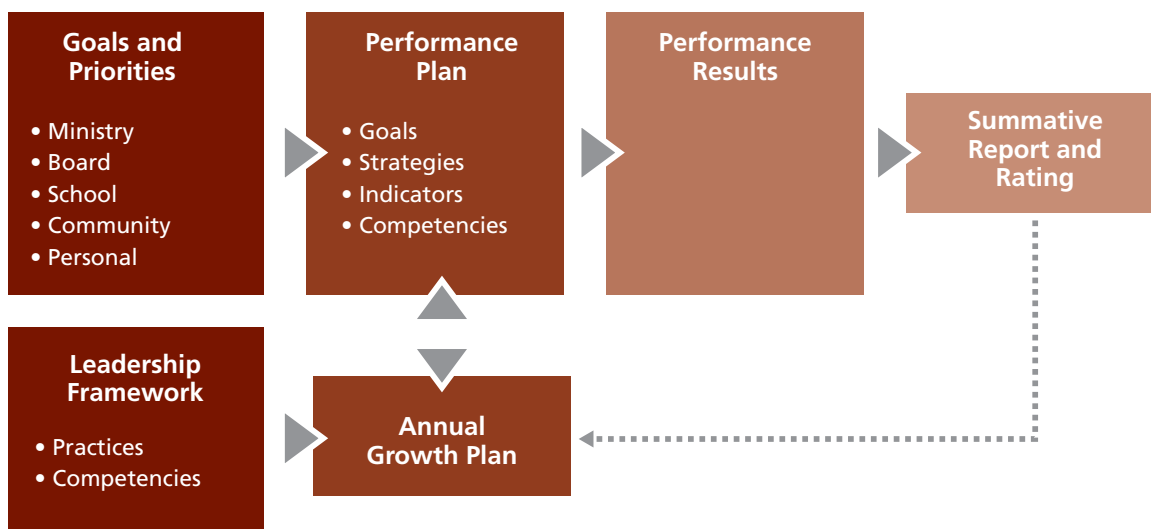 Goals and
Priorities
• Ministry
• Board
• School
• Community
• Personal
Performance
Plan
• Goals
• Strategies
• Indicators
• Competencies
Performance
Results
Summative
Report and
Rating
Leadership
Framework
• Practices
• Competencies
Annual
Growth Plan